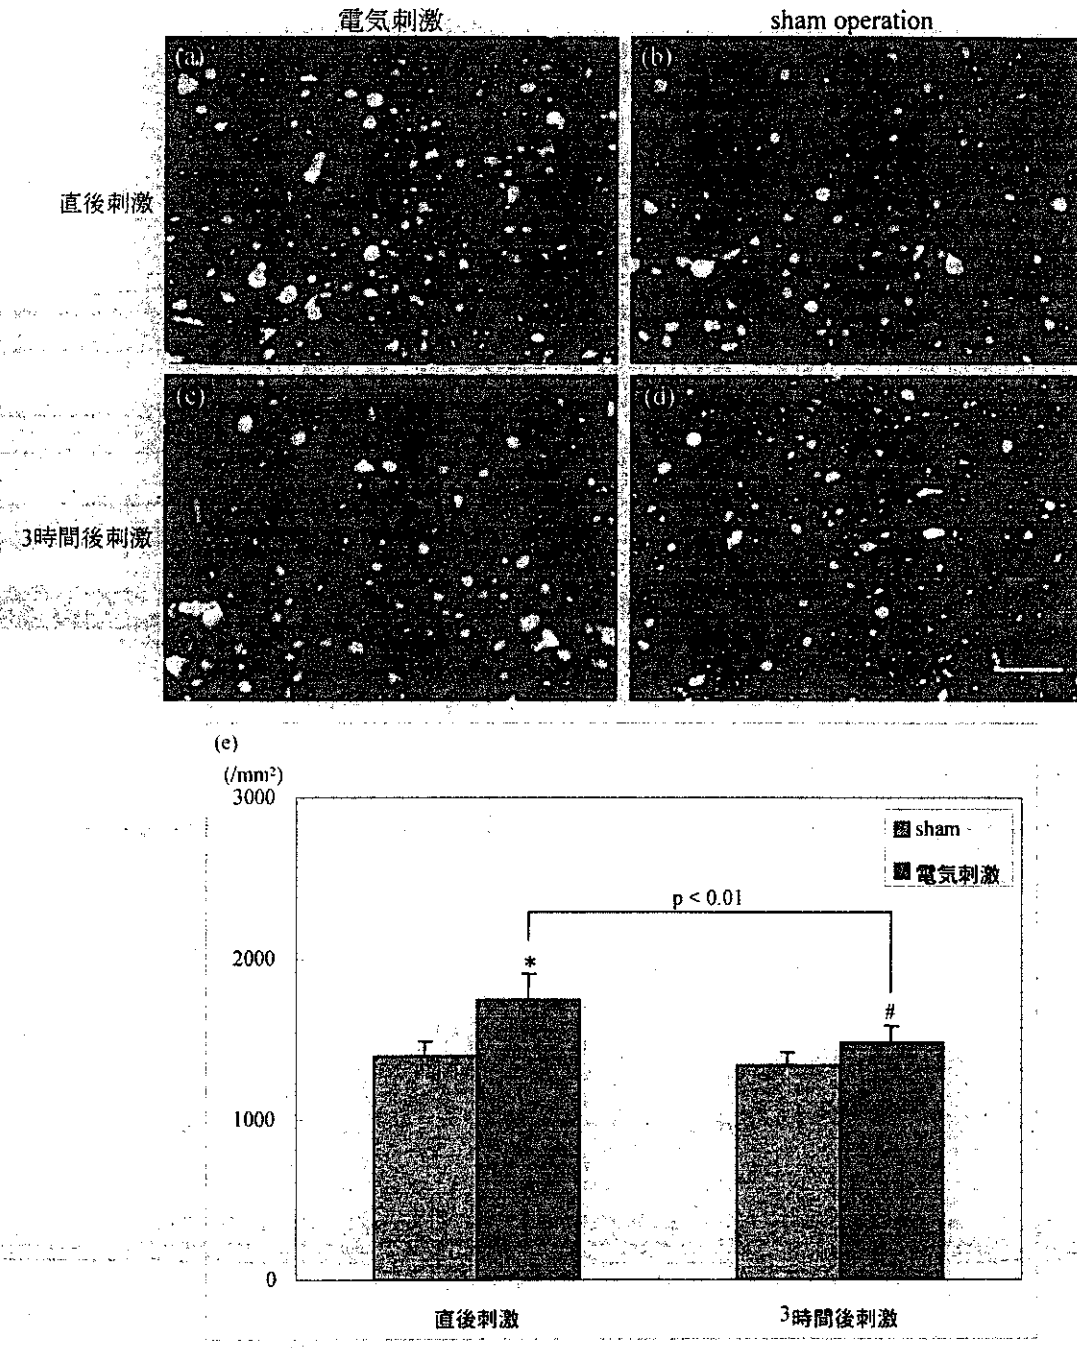 電気刺激 sham operation
(a) (b)
直後刺激
(c) (d)
3時間後刺激
(e)
(/mm²)
3000
sham
電気刺激
p < 0.01
2000
*
#
1000
0
直後刺激 3時間後刺激